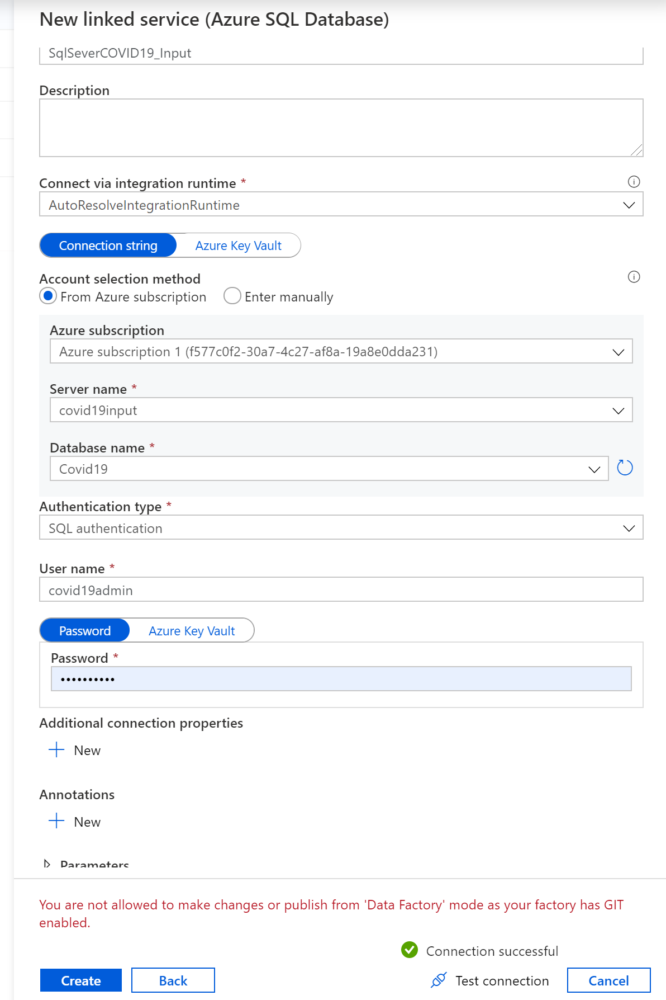 New linked service (Azure SQL Database)
SqlSeverCOVID19_Input
Description
Connect via integration runtime *
AutoResolveIntegrationRuntime
Connection string Azure Key Vault
Account selection method
From Azure subscription Enter manually
Azure subscription
Azure subscription 1 (f577c0f2-30a7-4c27-af8a-19a8e0dda231)
Server name *
covid19input
Database name *
Covid19
Authentication type *
SQL authentication
User name *
covid19admin
Password Azure Key Vault
Password *
••••••••••
Additional connection properties
New
Annotations
New
Parameters
You are not allowed to make changes or publish from 'Data Factory' mode as your factory has GIT
enabled.
Connection successful
Create Back Test connection Cancel